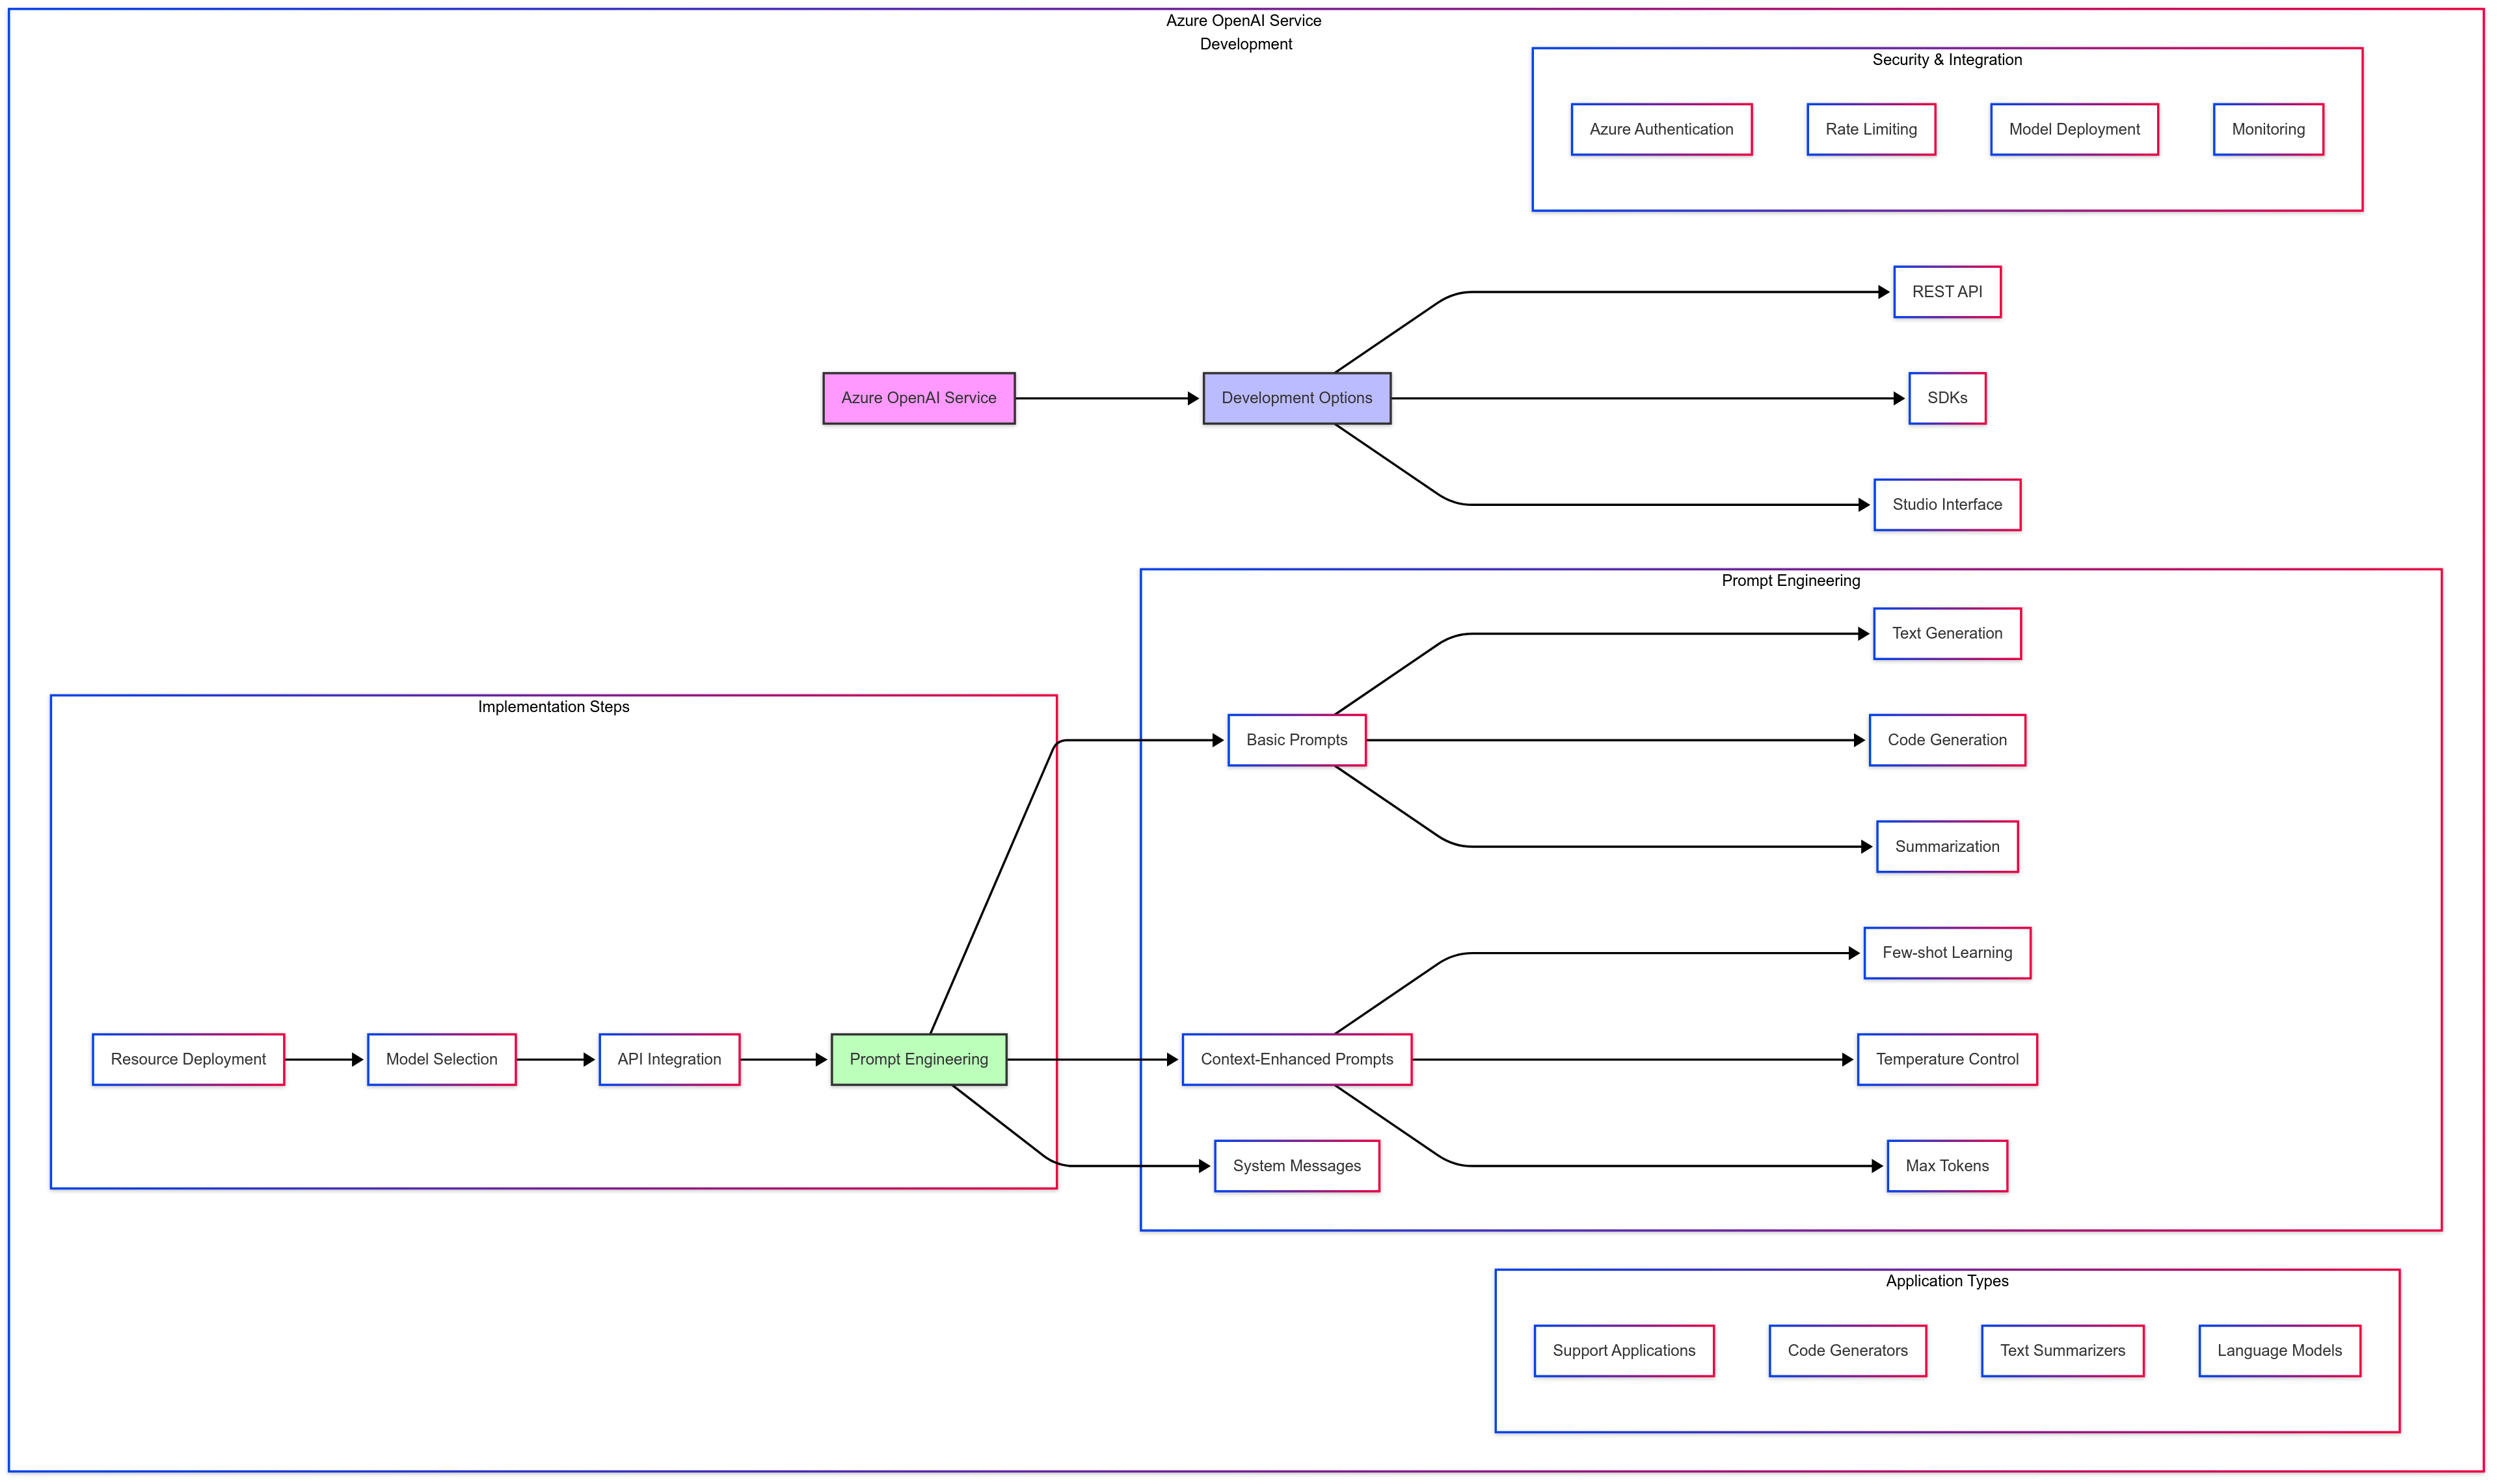 Azure OpenAI Service
Development
Security & Integration
Azure Authentication
Rate Limiting
Model Deployment
Monitoring
REST API
Azure OpenAI Service
Development Options
SDKs
Studio Interface
Prompt Engineering
Text Generation
Implementation Steps
Basic Prompts
Code Generation
Summarization
Few-shot Learning
Resource Deployment
Model Selection
API Integration
Prompt Engineering
Context-Enhanced Prompts
Temperature Control
System Messages
Max Tokens
Application Types
Support Applications
Code Generators
Text Summarizers
Language Models